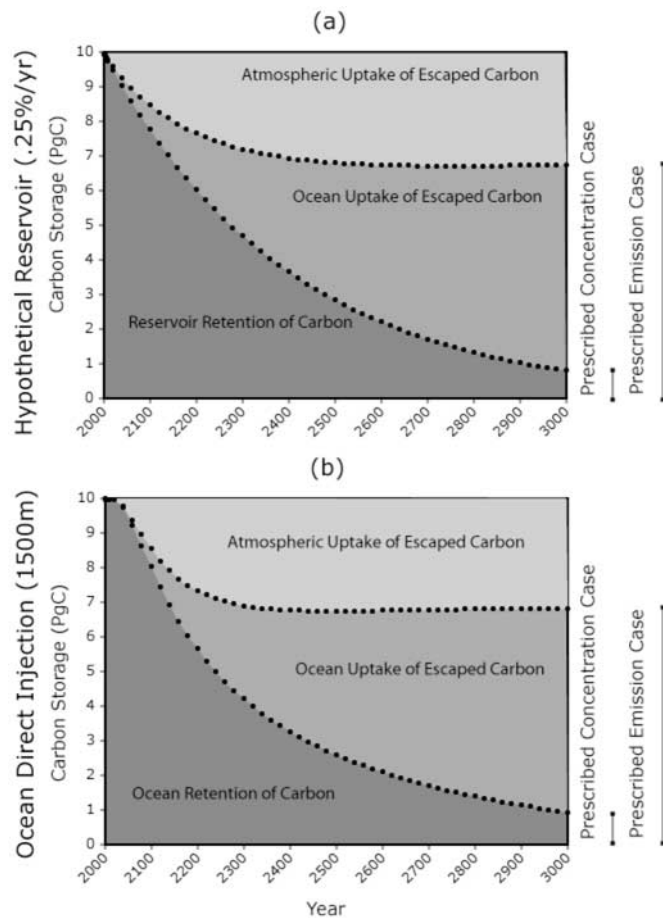 (a)
Hypothetical Reservoir (.25%/yr)
Carbon Storage (PgC)
10
9
8
7
6
5
4
3
2
1
0
Atmospheric Uptake of Escaped Carbon
Ocean Uptake of Escaped Carbon
Reservoir Retention of Carbon
2000
2100
2200
2300
2400
2500
2600
2700
2800
2900
3000
Prescribed Concentration Case
Prescribed Emission Case
(b)
Ocean Direct Injection (1500m)
Carbon Storage (PgC)
10
9
8
7
6
5
4
3
2
1
0
Atmospheric Uptake of Escaped Carbon
Ocean Uptake of Escaped Carbon
Ocean Retention of Carbon
2000
2100
2200
2300
2400
2500
2600
2700
2800
2900
3000
Year
Prescribed Concentration Case
Prescribed Emission Case